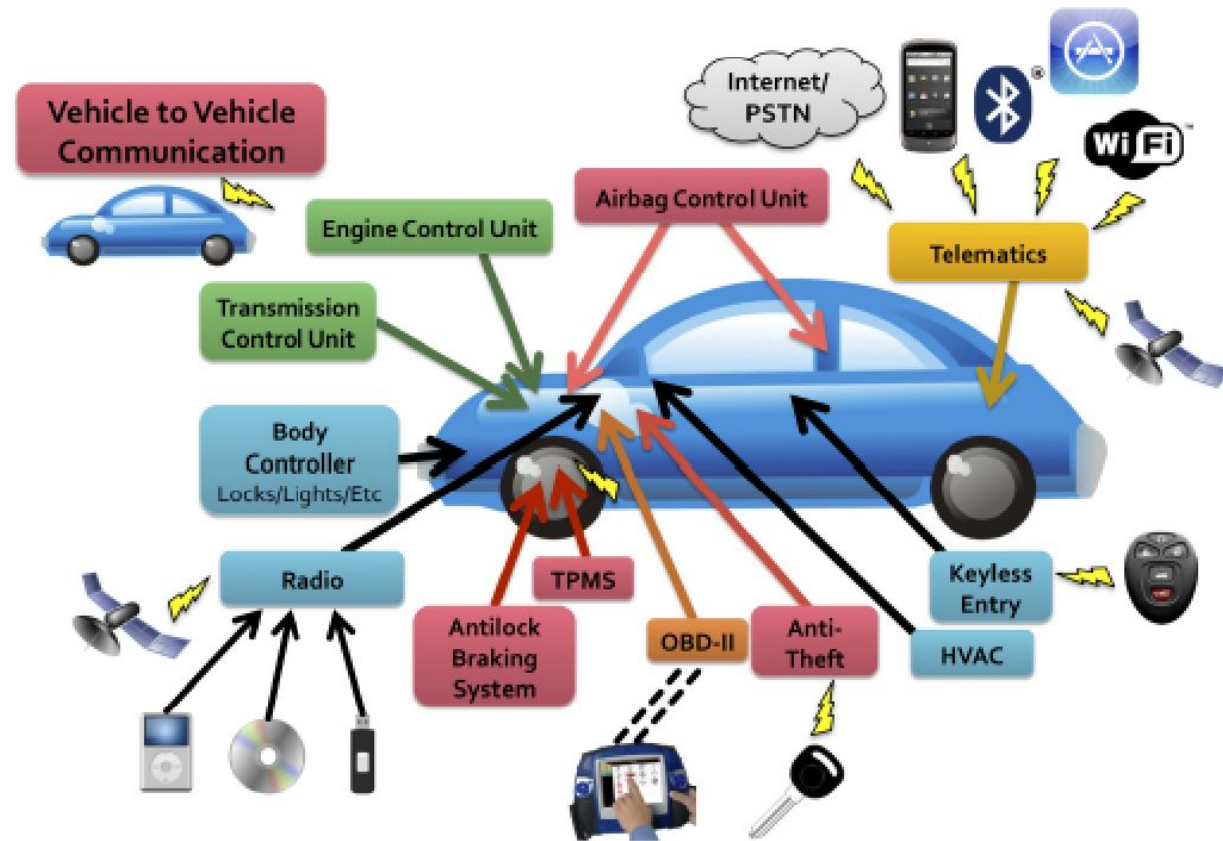 Internet/
PSTN
Vehicle to Vehicle
Communication
Wi Fi
Airbag Control Unit
Engine Control Unit
Telematics
Transmission
Control Unit
Body
Controller
Locks/Lights/Etc
Radio
TPMS
Keyless
Entry
Antilock
Braking
System
OBD-II
Anti-
Theft
HVAC